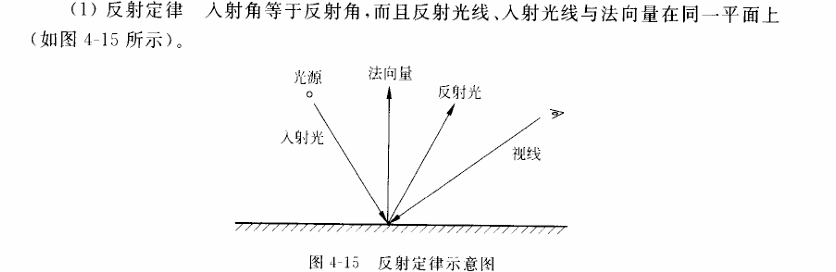 (1) 反射定律 入射角等于反射角,而且反射光线、入射光线与法向量在同一平面上
(如图 4-15 所示)。
光源
法向量
反射光
入射光
视线
图 4-15 反射定律示意图